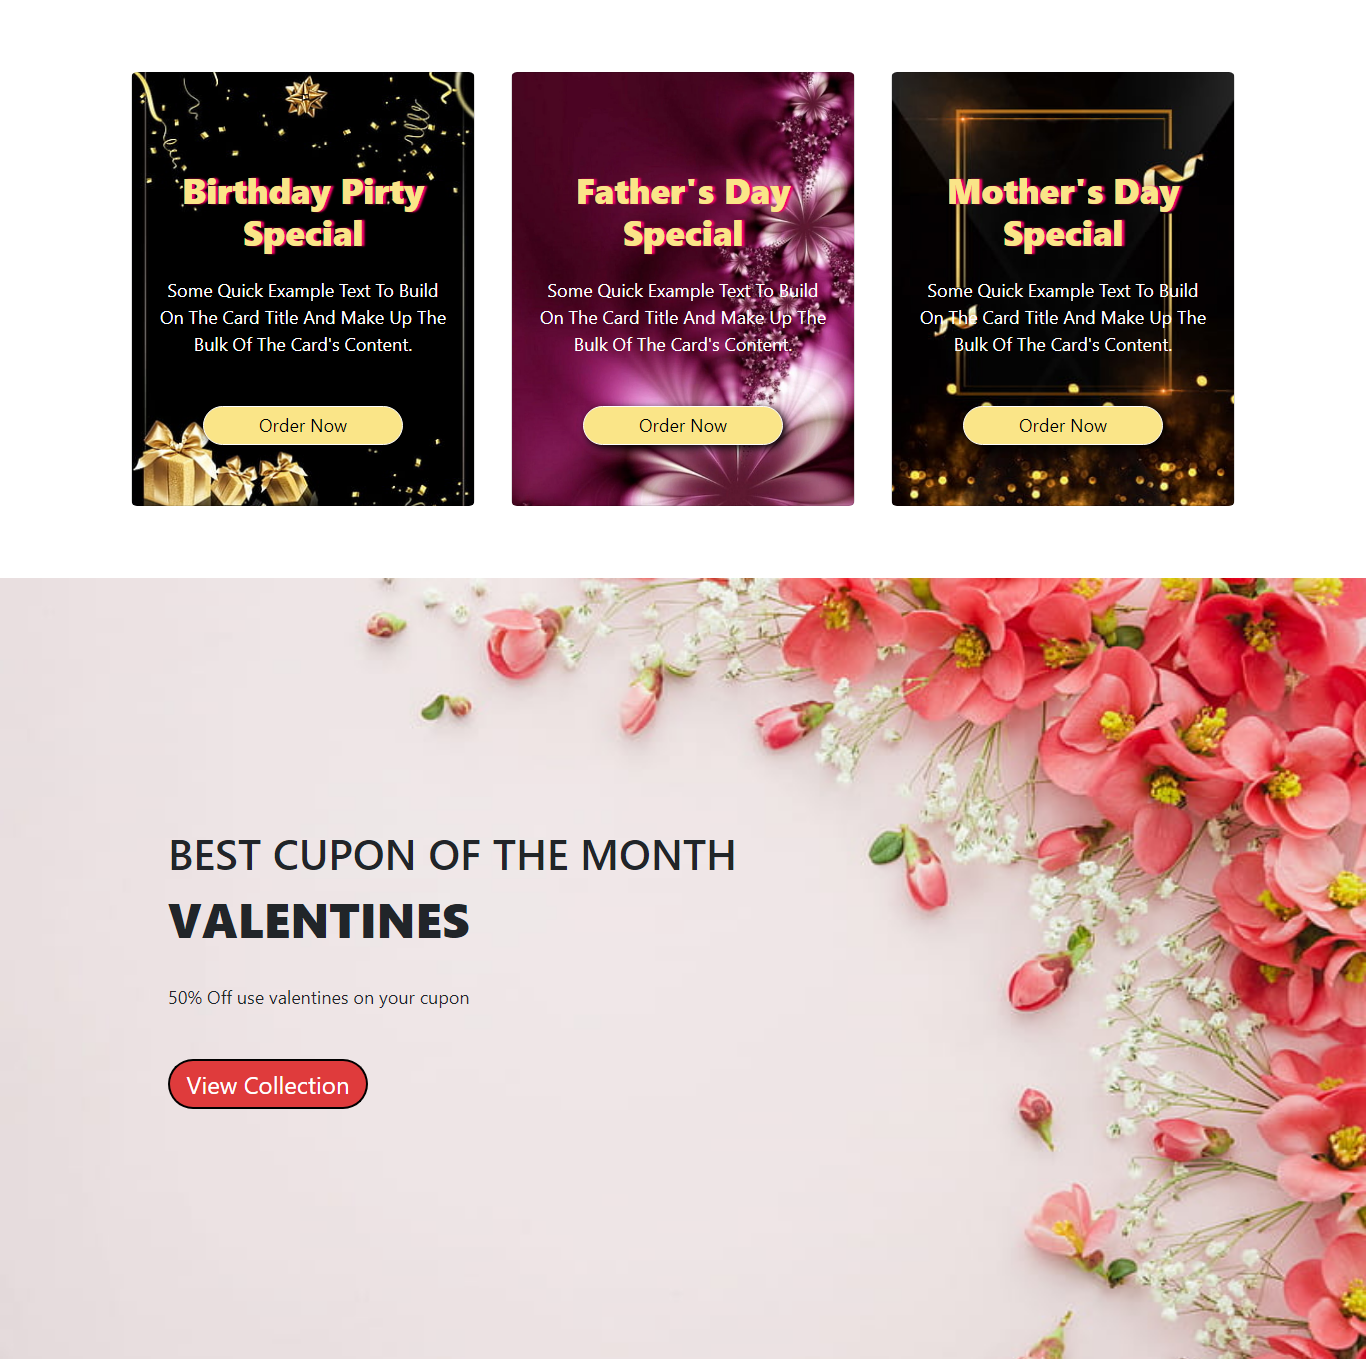 Birthday Pirty
Special
Some Quick Example Text To Build
On The Card Title And Make Up The
Bulk Of The Card's Content.
Order Now
Father's Day
Special
Some Quick Example Text To Build
On The Card Title And Make Up The
Bulk Of The Card's Content.
Order Now
Mother's Day
Special
Some Quick Example Text To Build
On The Card Title And Make Up The
Bulk Of The Card's Content.
Order Now
BEST CUPON OF THE MONTH
VALENTINES
50% Off use valentines on your cupon
View Collection